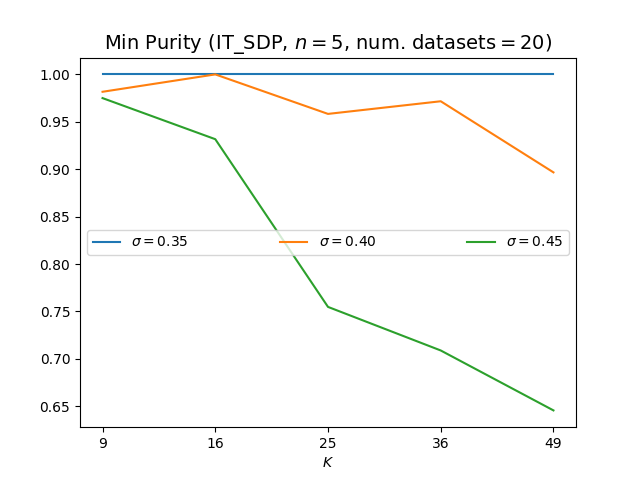 Min Purity (IT_SDP, n = 5, num. datasets = 20)
1.00
0.95
0.90
0.85
0.80
0.75
0.70
0.65
σ = 0.35 σ = 0.40 σ = 0.45
9 16 25 36 49
K